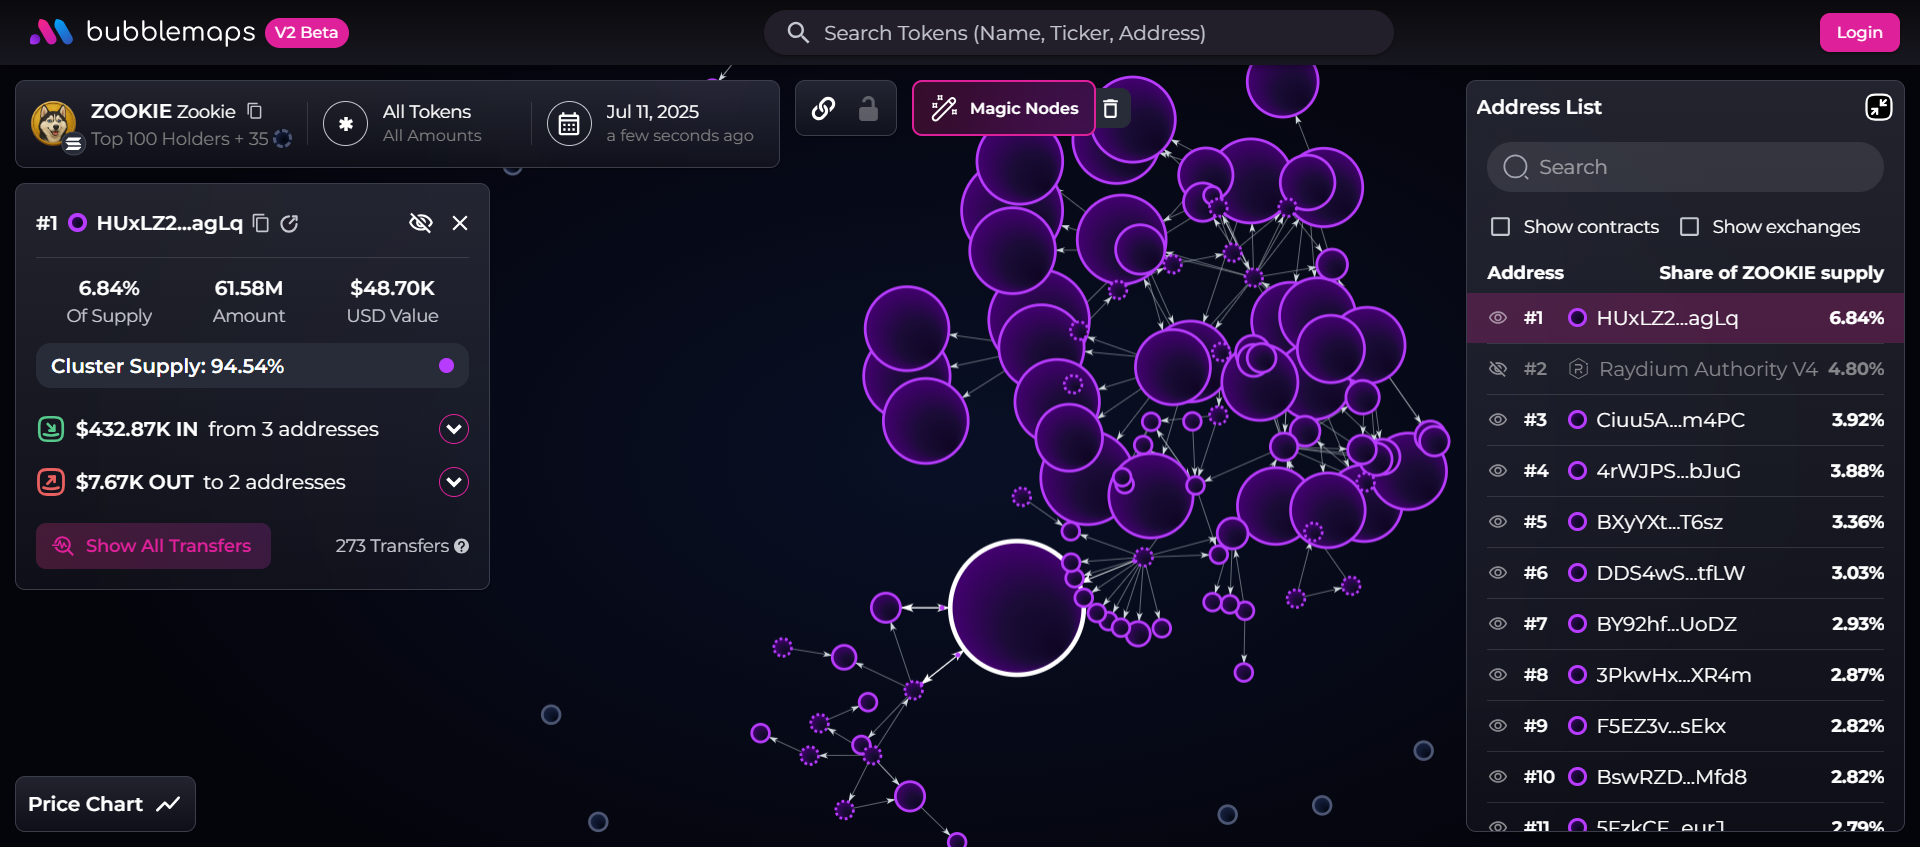 bubblemaps V2 Beta
Search Tokens (Name, Ticker, Address)
Login
ZOOKIE Zookie
Top 100 Holders + 35
All Tokens
All Amounts
Jul 11, 2025
a few seconds ago
Magic Nodes
#1 HUxLZ2...agLq
6.84% 61.58M $48.70K
Of Supply Amount USD Value
Cluster Supply: 94.54%
$432.87K IN from 3 addresses
$7.67K OUT to 2 addresses
Show All Transfers 273 Transfers ?
Price Chart
Address List
Search
Show contracts Show exchanges
Address Share of ZOOKIE supply
#1 HUxLZ2...agLq 6.84%
#2 Raydium Authority V4 4.80%
#3 Ciuu5A...m4PC 3.92%
#4 4rWJPS...bJuG 3.88%
#5 BXyYXt...T6sz 3.36%
#6 DDS4wS...tfLW 3.03%
#7 BY92hf...UoDZ 2.93%
#8 3PkwHx...XR4m 2.87%
#9 F5EZ3v...sEkx 2.82%
#10 BswRZD...Mfd8 2.82%
#11 2.79%